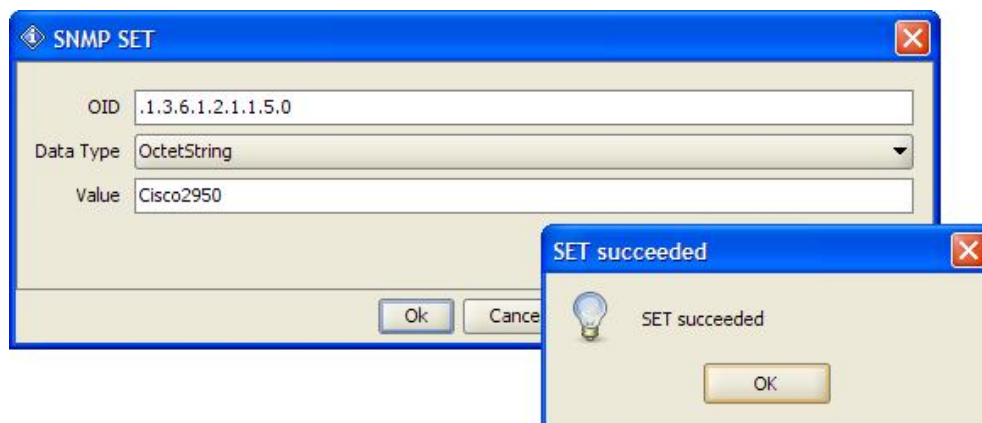 SNMP SET
OID .1.3.6.1.2.1.1.5.0
Data Type OctetString
Value Cisco2950
Ok Cance
SET succeeded
SET succeeded
OK